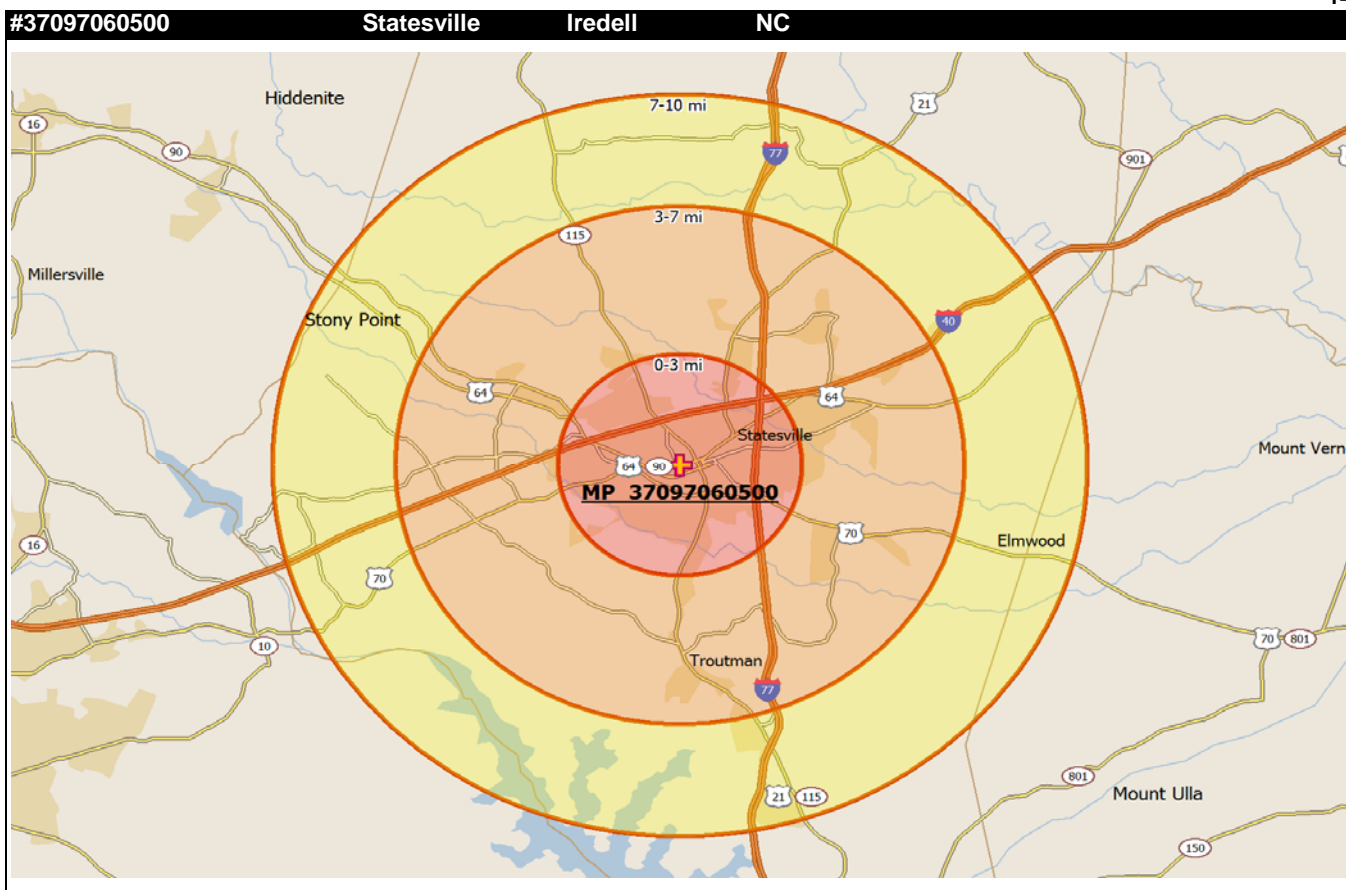 #37097060500 Statesville Iredell NC
Hiddenite
7-10 mi
21
16
90
77
901
3-7 mi
115
Millersville
Stony Point
40
0-3 mi
64
64
Statesville
Mount Vern
64 90
MP 37097060500
16
70
Elmwood
70
70 801
10
Troutman
77
801
21 115
Mount Ulla
150